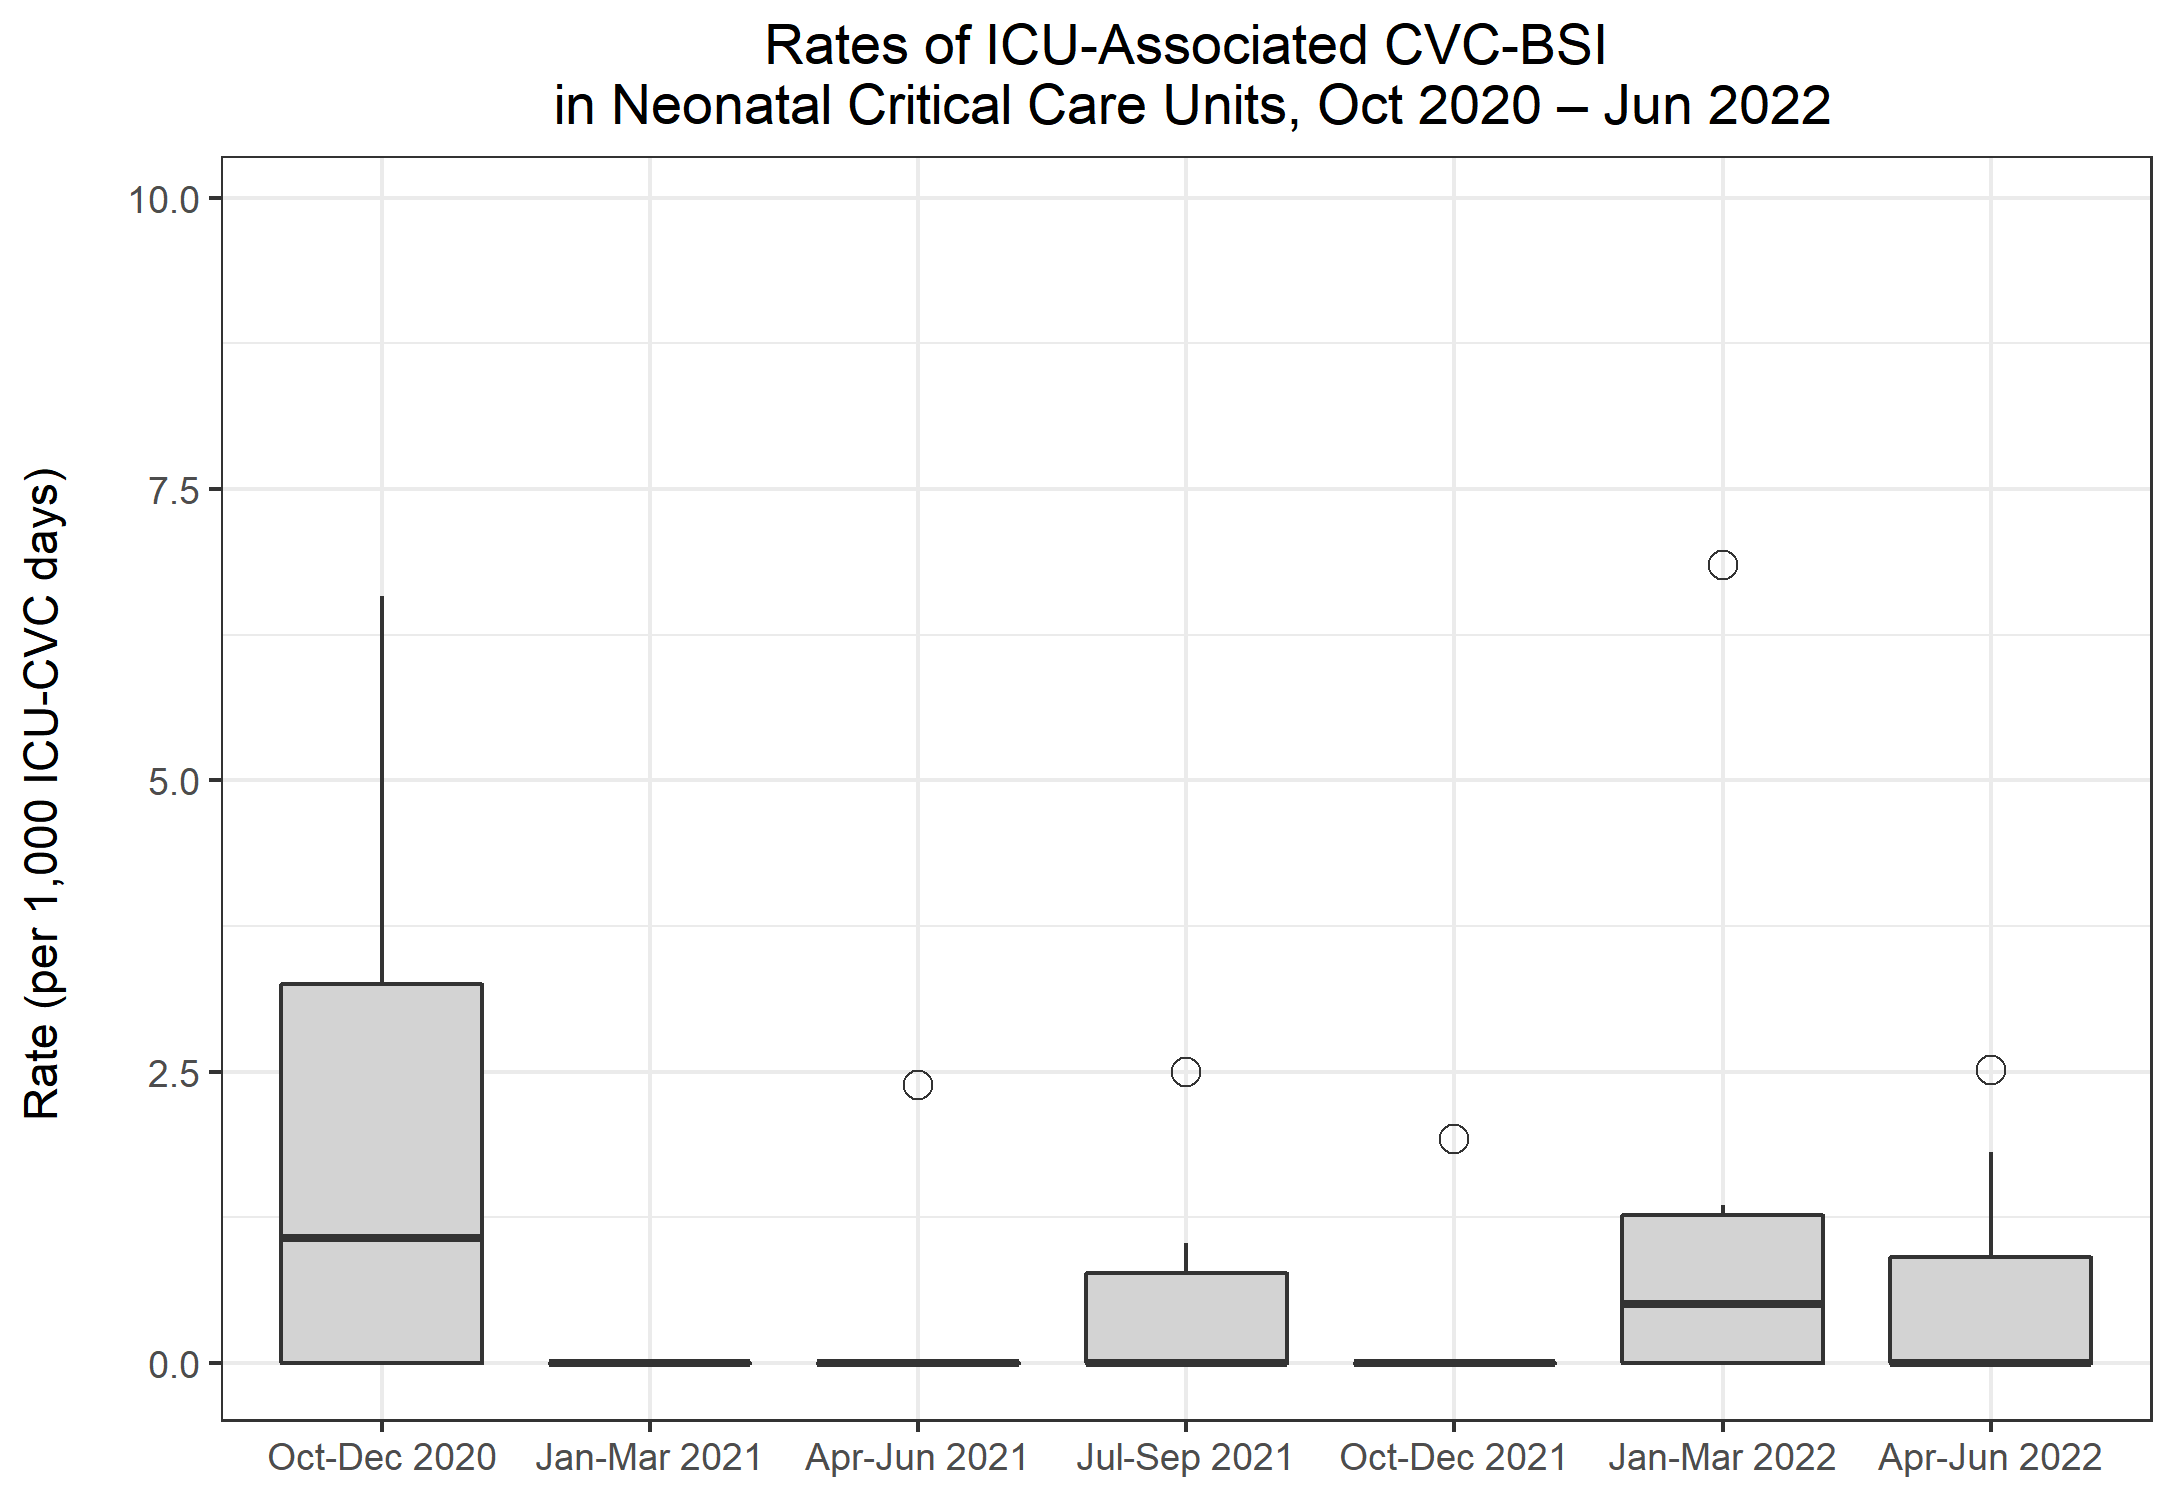 Rates of ICU-Associated CVC-BSI
in Neonatal Critical Care Units, Oct 2020 – Jun 2022
Rate (per 1,000 ICU-CVC days)
10.0
7.5
5.0
2.5
0.0
Oct-Dec 2020
Jan-Mar 2021
Apr-Jun 2021
Jul-Sep 2021
Oct-Dec 2021
Jan-Mar 2022
Apr-Jun 2022